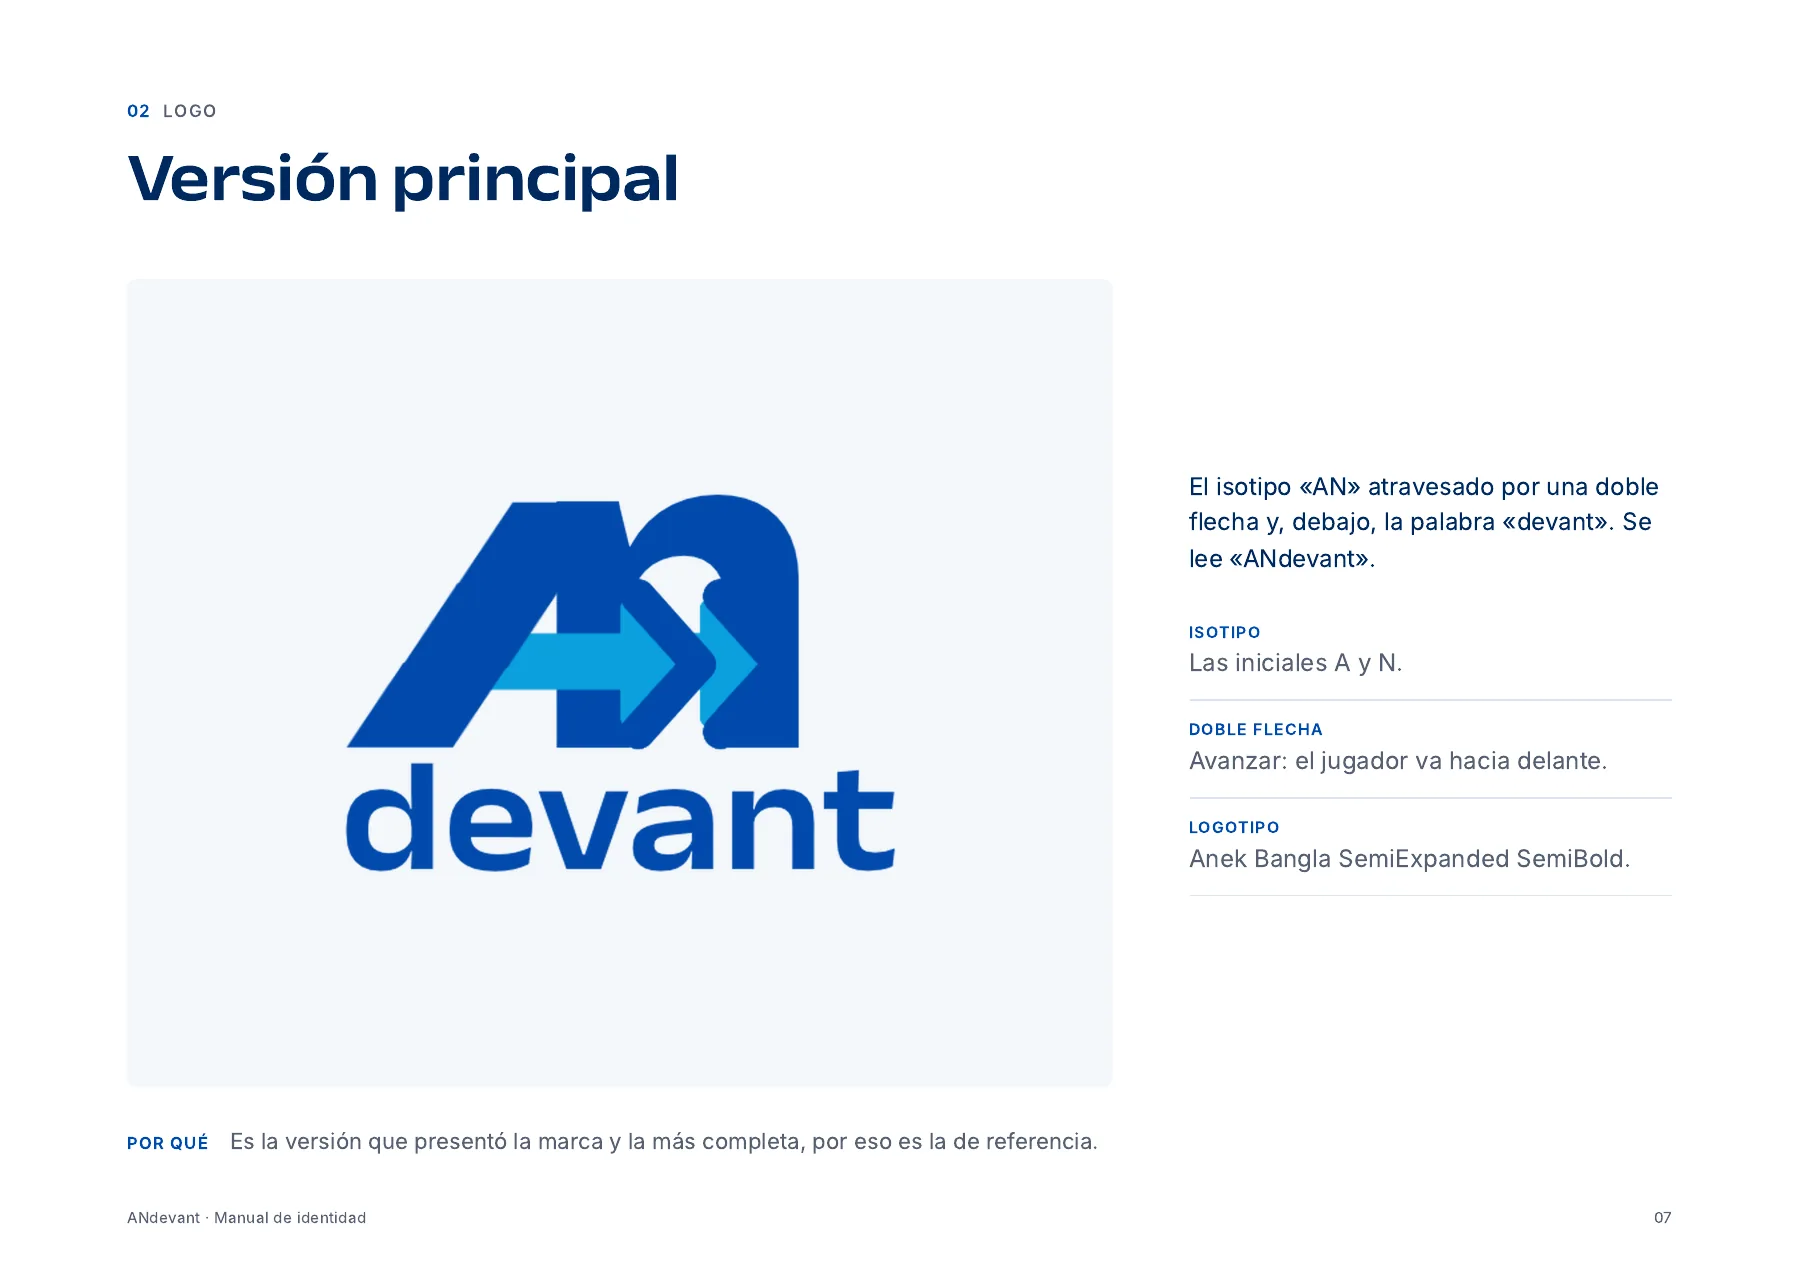 02 LOGO
Versión principal
AN
devant
El isotipo «AN» atravesado por una doble
flecha y, debajo, la palabra «devant». Se
lee «ANdevant».
ISOTIPO
Las iniciales A y N.
DOBLE FLECHA
Avanzar: el jugador va hacia delante.
LOGOTIPO
Anek Bangla SemiExpanded SemiBold.
POR QUÉ Es la versión que presentó la marca y la más completa, por eso es la de referencia.
ANdevant · Manual de identidad
07